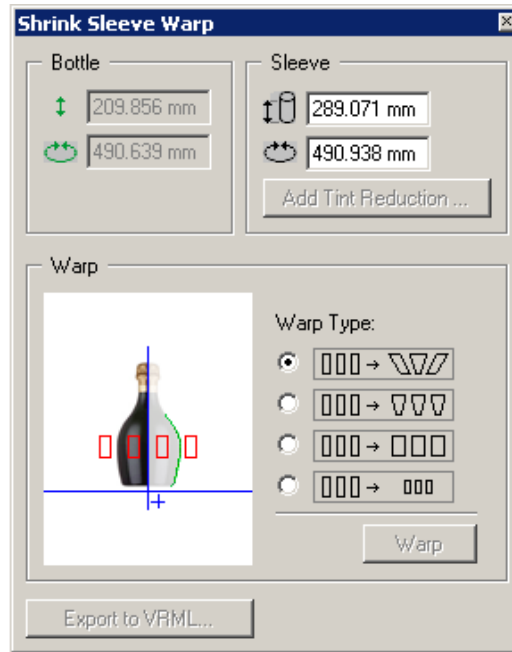 Shrink Sleeve Warp
Bottle
209.856 mm
490.639 mm
Sleeve
289.071 mm
490.938 mm
Add Tint Reduction ...
Warp
Warp Type:
Warp
Export to VRML...